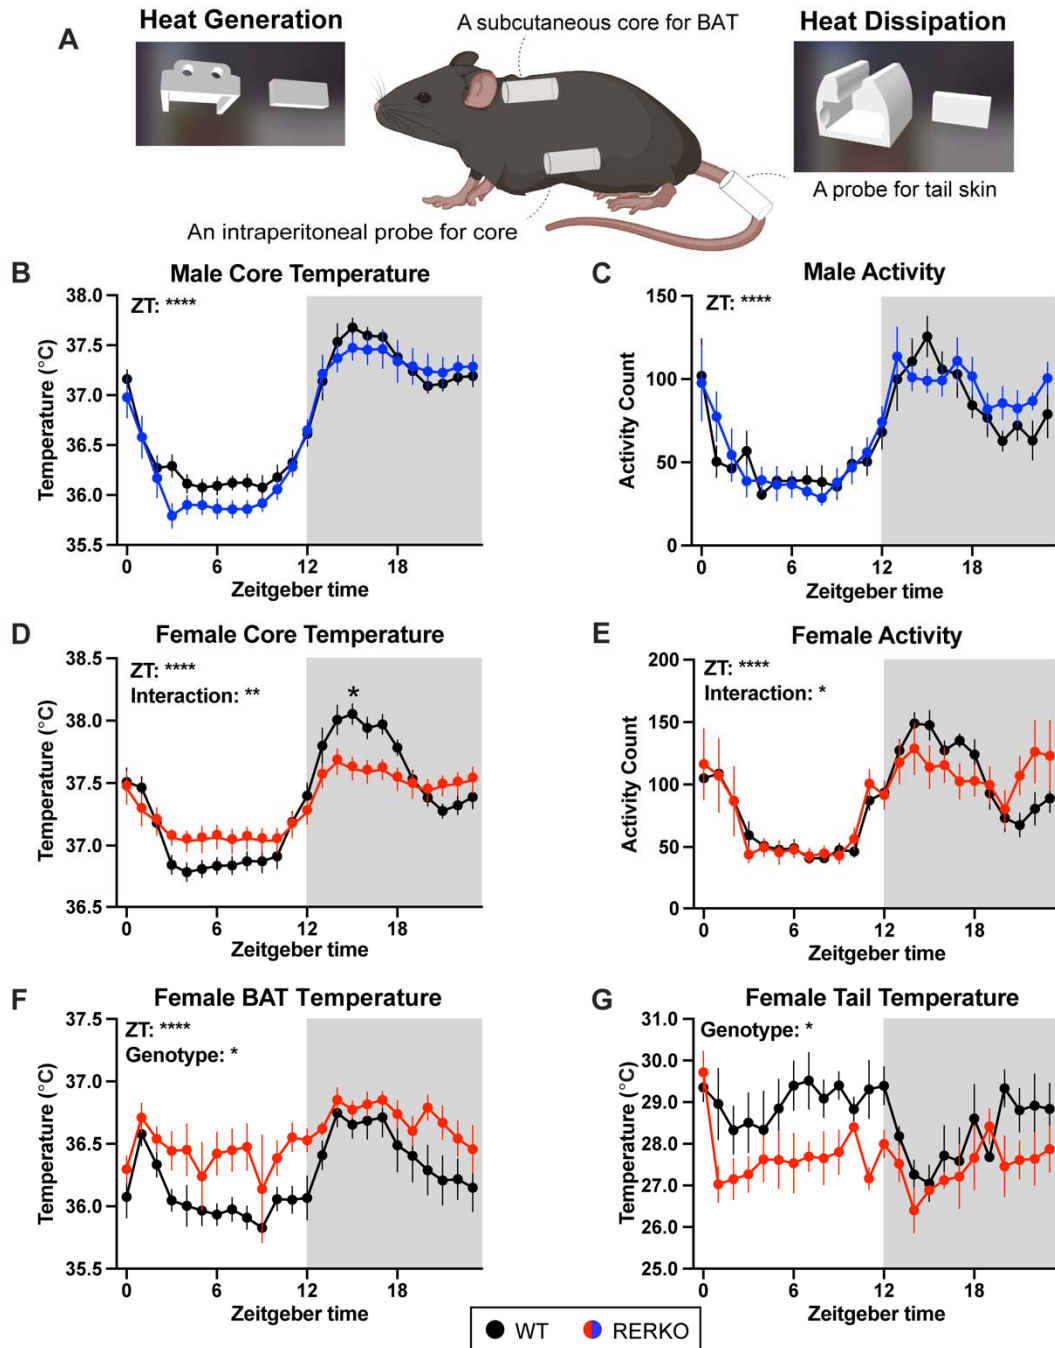 A
Heat Generation
A subcutaneous core for BAT
Heat Dissipation
A probe for tail skin
An intraperitoneal probe for core
B
Male Core Temperature
ZT: ****
Temperature (°C)
38.0
37.5
37.0
36.5
36.0
35.5
0
6
12
18
Zeitgeber time
C
Male Activity
ZT: ****
Activity Count
150
100
50
0
0
6
12
18
Zeitgeber time
D
Female Core Temperature
ZT: ****
Interaction: **
*
Temperature (°C)
38.5
38.0
37.5
37.0
36.5
0
6
12
18
Zeitgeber time
E
Female Activity
ZT: ****
Interaction: *
Activity Count
200
150
100
50
0
0
6
12
18
Zeitgeber time
F
Female BAT Temperature
ZT: ****
Genotype: *
Temperature (°C)
37.5
37.0
36.5
36.0
35.5
0
6
12
18
Zeitgeber time
G
Female Tail Temperature
Genotype: *
Temperature (°C)
31.0
30.0
29.0
28.0
27.0
26.0
25.0
0
6
12
18
Zeitgeber time
WT
RERKO